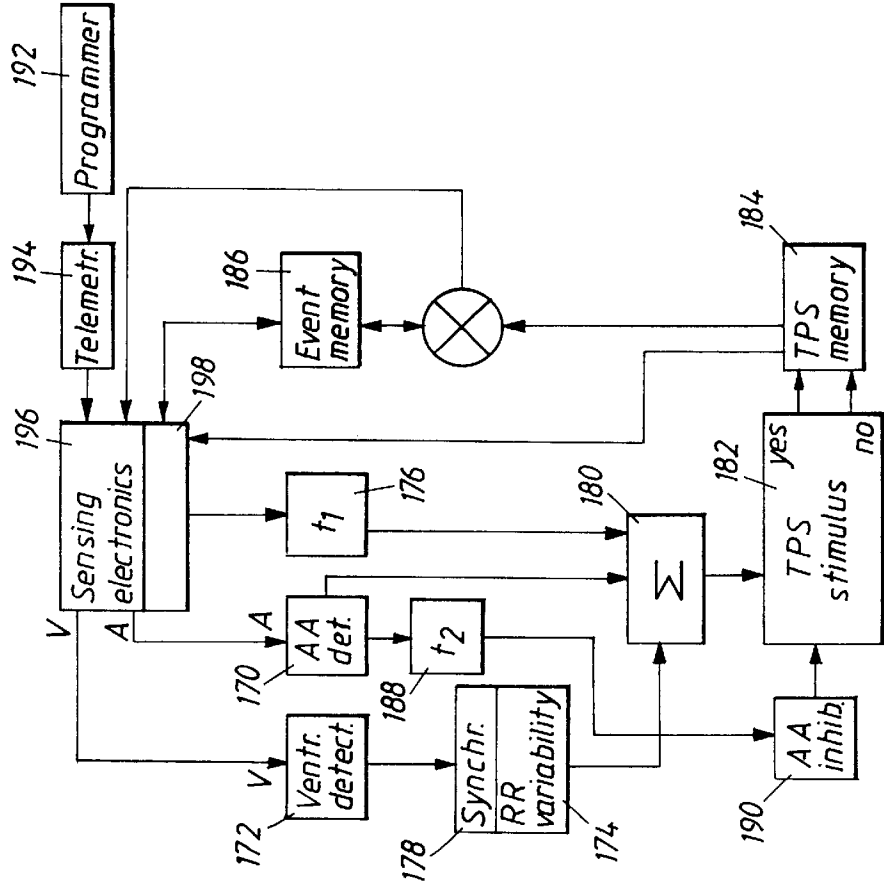 192
Programmer
194
Telemetr.
196
Sensing
electronics
198
V
A
186
Event
memory
176
t1
170
A
AA
det.
188
t2
172
V
Ventr.
detect.
178
Synchr.
RR
variability
174
180
Σ
184
TPS
memory
182
yes
TPS
stimulus
no
190
AA
inhib.